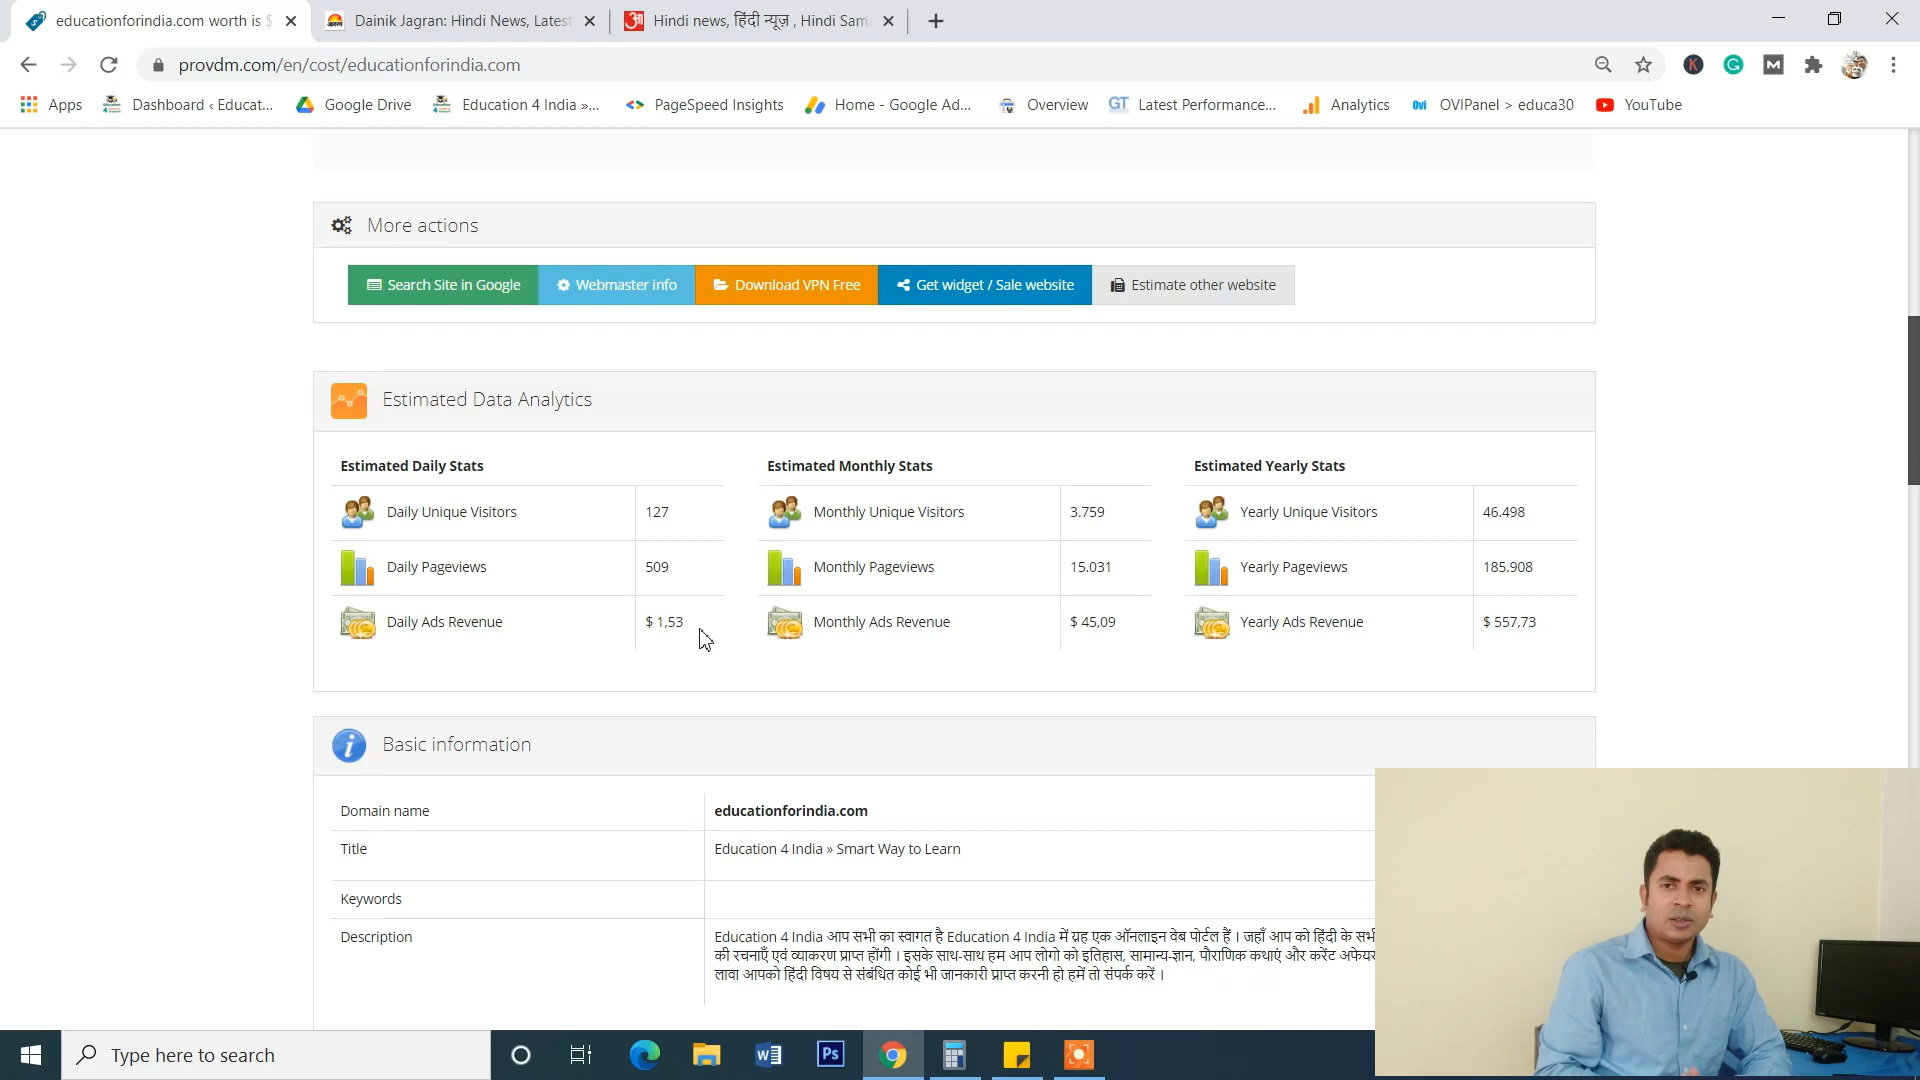 educationforindia.com worth is $
Dainik Jagran: Hindi News, Latest
Hindi news, हिंदी न्यूज़ , Hindi Sam
provdm.com/en/cost/educationforindia.com
Apps
Dashboard ‹ Educat...
Google Drive
Education 4 India »...
PageSpeed Insights
Home - Google Ad...
Overview
GT Latest Performance...
Analytics
Ovi OVIPanel > educa30
YouTube
More actions
Search Site in Google
Webmaster info
Download VPN Free
Get widget / Sale website
Estimate other website
Estimated Data Analytics
Estimated Daily Stats
Daily Unique Visitors 127
Daily Pageviews 509
Daily Ads Revenue $ 1,53
Estimated Monthly Stats
Monthly Unique Visitors 3.759
Monthly Pageviews 15.031
Monthly Ads Revenue $ 45,09
Estimated Yearly Stats
Yearly Unique Visitors 46.498
Yearly Pageviews 185.908
Yearly Ads Revenue $ 557,73
Basic information
Domain name educationforindia.com
Title Education 4 India » Smart Way to Learn
Keywords
Description Education 4 India आप सभी का स्वागत है Education 4 India में य़ह एक ऑनलाइन वेब पोर्टल हैं । जहाँ आप को हिंदी के सभी
की रचनाएँ एवं व्याकरण प्राप्त होंगी । इसके साथ-साथ हम आप लोगो को इतिहास, सामान्य-ज्ञान, पौराणिक कथाएं और करेंट अफेयर
लावा आपको हिंदी विषय से संबंधित कोई भी जानकारी प्राप्त करनी हो हमें तो संपर्क करें ।
Type here to search
Ps